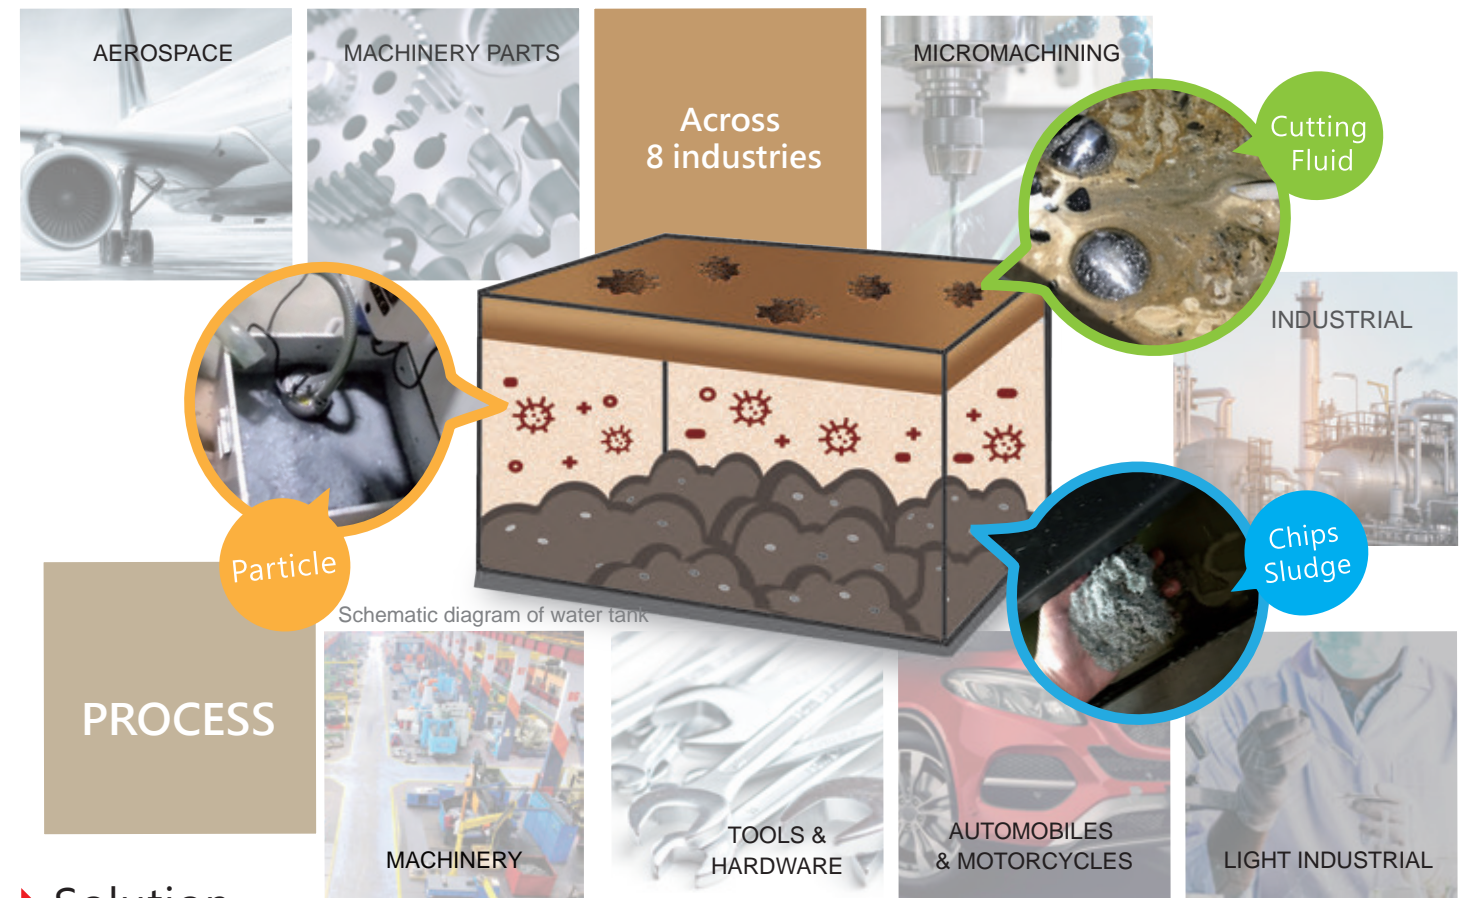 AEROSPACE
MACHINERY PARTS
Across
8 industries
MICROMACHINING
Cutting
Fluid
INDUSTRIAL
Particle
Chips
Sludge
Schematic diagram of water tank
PROCESS
MACHINERY
TOOLS &
HARDWARE
AUTOMOBILES
& MOTORCYCLES
LIGHT INDUSTRIAL
Solution